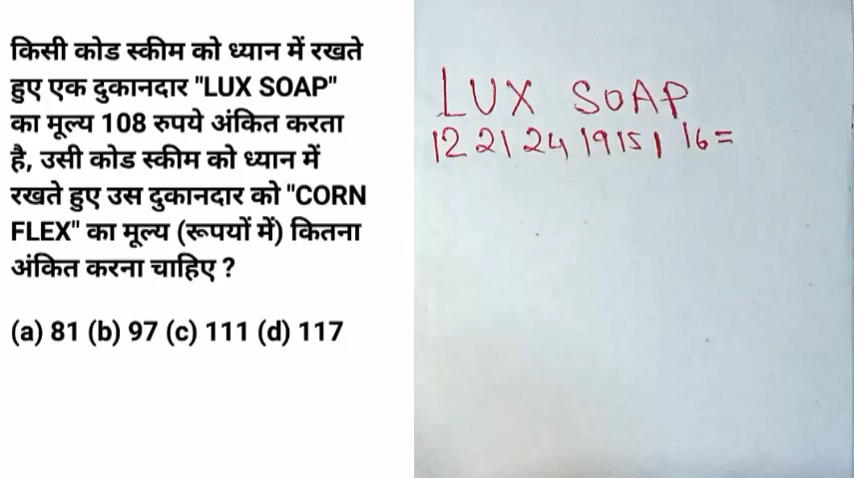 किसी कोड स्कीम को ध्यान में रखते
हुए एक दुकानदार "LUX SOAP"
का मूल्य 108 रुपये अंकित करता
है, उसी कोड स्कीम को ध्यान में
रखते हुए उस दुकानदार को "CORN
FLEX" का मूल्य (रूपयों में) कितना
अंकित करना चाहिए ?
(a) 81 (b) 97 (c) 111 (d) 117
LUX SOAP
12 21 24 19 15 1 16 =